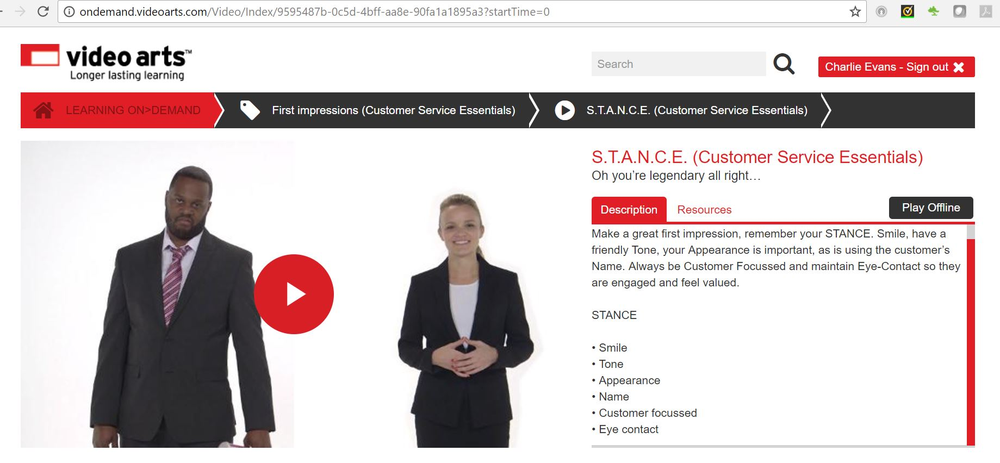 ondemand.videoarts.com/Video/Index/9595487b-0c5d-4bff-aa8e-90fa1a1895a3?startTime=0
video arts™
Longer lasting learning
Search
Charlie Evans - Sign out
LEARNING ON>DEMAND
First impressions (Customer Service Essentials)
S.T.A.N.C.E. (Customer Service Essentials)
S.T.A.N.C.E. (Customer Service Essentials)
Oh you’re legendary all right…
Description
Resources
Play Offline
Make a great first impression, remember your STANCE. Smile, have a
friendly Tone, your Appearance is important, as is using the customer’s
Name. Always be Customer Focussed and maintain Eye-Contact so they
are engaged and feel valued.
STANCE
• Smile
• Tone
• Appearance
• Name
• Customer focussed
• Eye contact